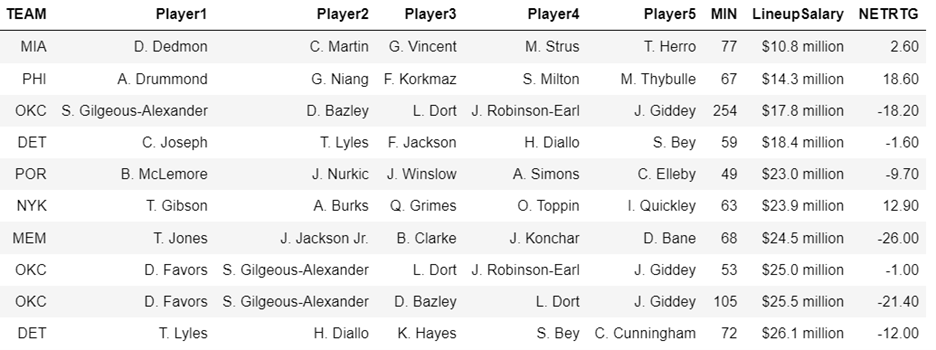 TEAM Player1 Player2 Player3 Player4 Player5 MIN LineupSalary NETRTG
MIA D. Dedmon C. Martin G. Vincent M. Strus T. Herro 77 $10.8 million 2.60
PHI A. Drummond G. Niang F. Korkmaz S. Milton M. Thybulle 67 $14.3 million 18.60
OKC S. Gilgeous-Alexander D. Bazley L. Dort J. Robinson-Earl J. Giddey 254 $17.8 million -18.20
DET C. Joseph T. Lyles F. Jackson H. Diallo S. Bey 59 $18.4 million -1.60
POR B. McLemore J. Nurkic J. Winslow A. Simons C. Elleby 49 $23.0 million -9.70
NYK T. Gibson A. Burks Q. Grimes O. Toppin I. Quickley 63 $23.9 million 12.90
MEM T. Jones J. Jackson Jr. B. Clarke J. Konchar D. Bane 68 $24.5 million -26.00
OKC D. Favors S. Gilgeous-Alexander L. Dort J. Robinson-Earl J. Giddey 53 $25.0 million -1.00
OKC D. Favors S. Gilgeous-Alexander D. Bazley L. Dort J. Giddey 105 $25.5 million -21.40
DET T. Lyles H. Diallo K. Hayes S. Bey C. Cunningham 72 $26.1 million -12.00